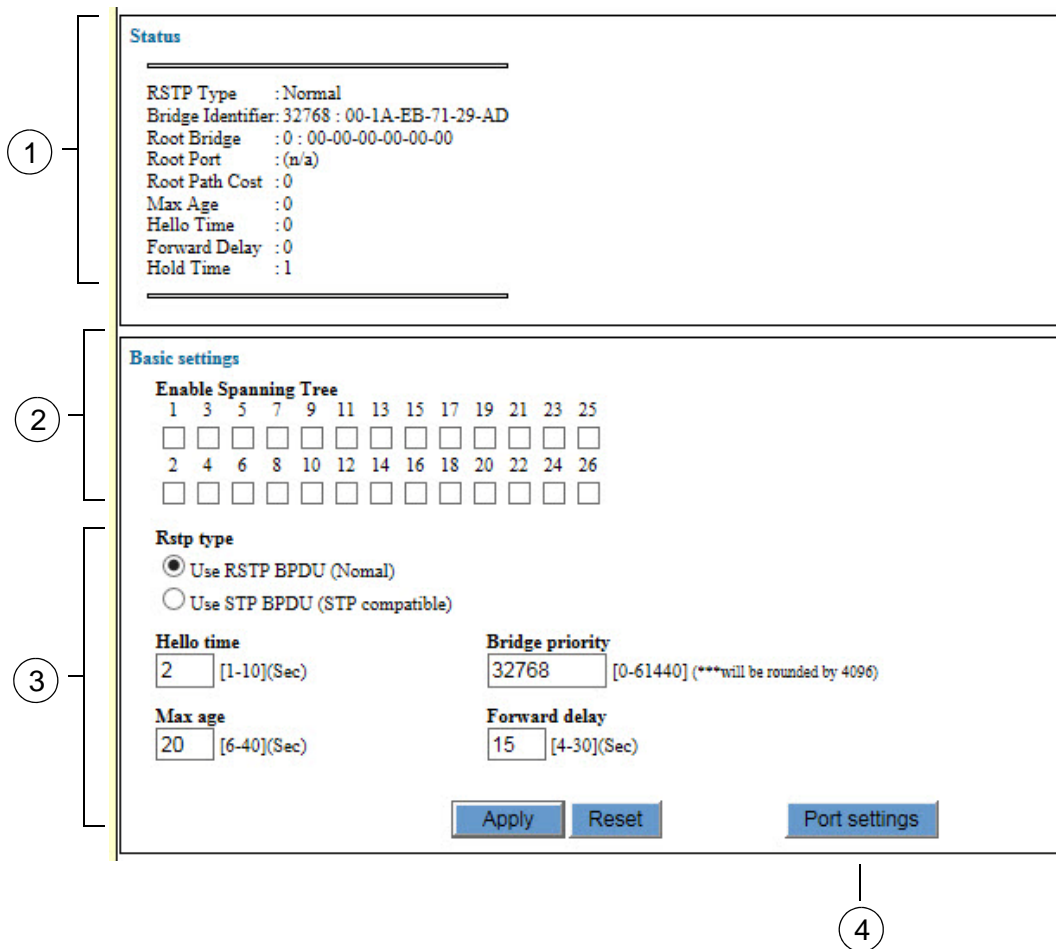 Status
RSTP Type : Normal
Bridge Identifier: 32768 : 00-1A-EB-71-29-AD
Root Bridge : 0 : 00-00-00-00-00-00
Root Port : (n/a)
Root Path Cost : 0
Max Age : 0
Hello Time : 0
Forward Delay : 0
Hold Time : 1
1
Basic settings
Enable Spanning Tree
1 3 5 7 9 11 13 15 17 19 21 23 25
2 4 6 8 10 12 14 16 18 20 22 24 26
2
Rstp type
Use RSTP BPDU (Nomal)
Use STP BPDU (STP compatible)
Hello time Bridge priority
2 [1-10](Sec) 32768 [0-61440] (***will be rounded by 4096)
3
Max age Forward delay
20 [6-40](Sec) 15 [4-30](Sec)
Apply Reset Port settings
4